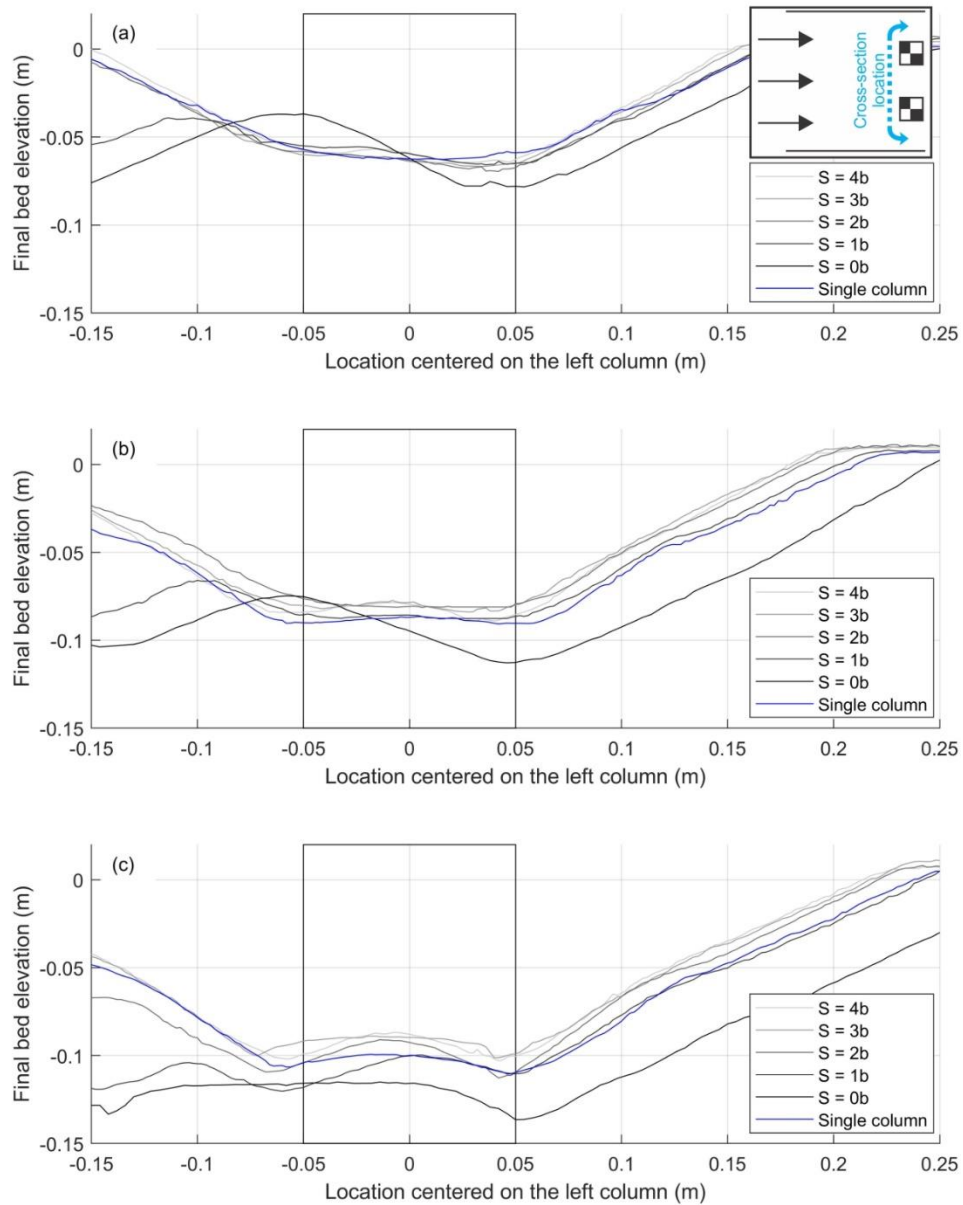 (a)
Final bed elevation (m)
0
-0.05
-0.1
-0.15
-0.15 -0.1 -0.05 0 0.05 0.1 0.15 0.2 0.25
Location centered on the left column (m)
Cross-section
location
S = 4b
S = 3b
S = 2b
S = 1b
S = 0b
Single column
(b)
Final bed elevation (m)
0
-0.05
-0.1
-0.15
-0.15 -0.1 -0.05 0 0.05 0.1 0.15 0.2 0.25
Location centered on the left column (m)
S = 4b
S = 3b
S = 2b
S = 1b
S = 0b
Single column
(c)
Final bed elevation (m)
0
-0.05
-0.1
-0.15
-0.15 -0.1 -0.05 0 0.05 0.1 0.15 0.2 0.25
Location centered on the left column (m)
S = 4b
S = 3b
S = 2b
S = 1b
S = 0b
Single column